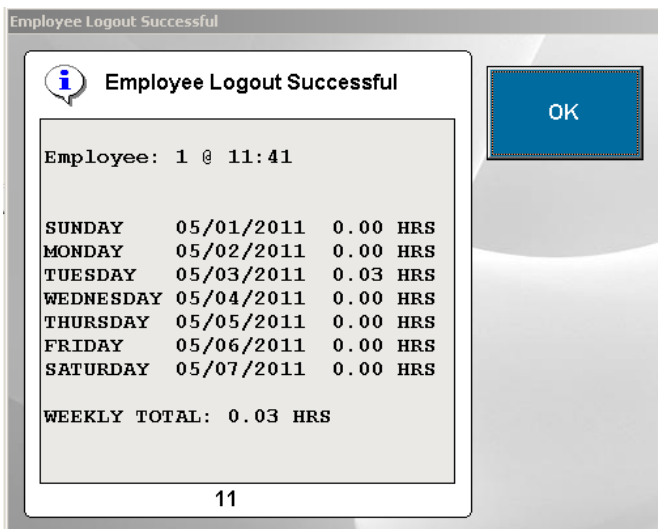 Employee Logout Successful
Employee Logout Successful
OK
Employee: 1 @ 11:41
SUNDAY 05/01/2011 0.00 HRS
MONDAY 05/02/2011 0.00 HRS
TUESDAY 05/03/2011 0.03 HRS
WEDNESDAY 05/04/2011 0.00 HRS
THURSDAY 05/05/2011 0.00 HRS
FRIDAY 05/06/2011 0.00 HRS
SATURDAY 05/07/2011 0.00 HRS
WEEKLY TOTAL: 0.03 HRS
11